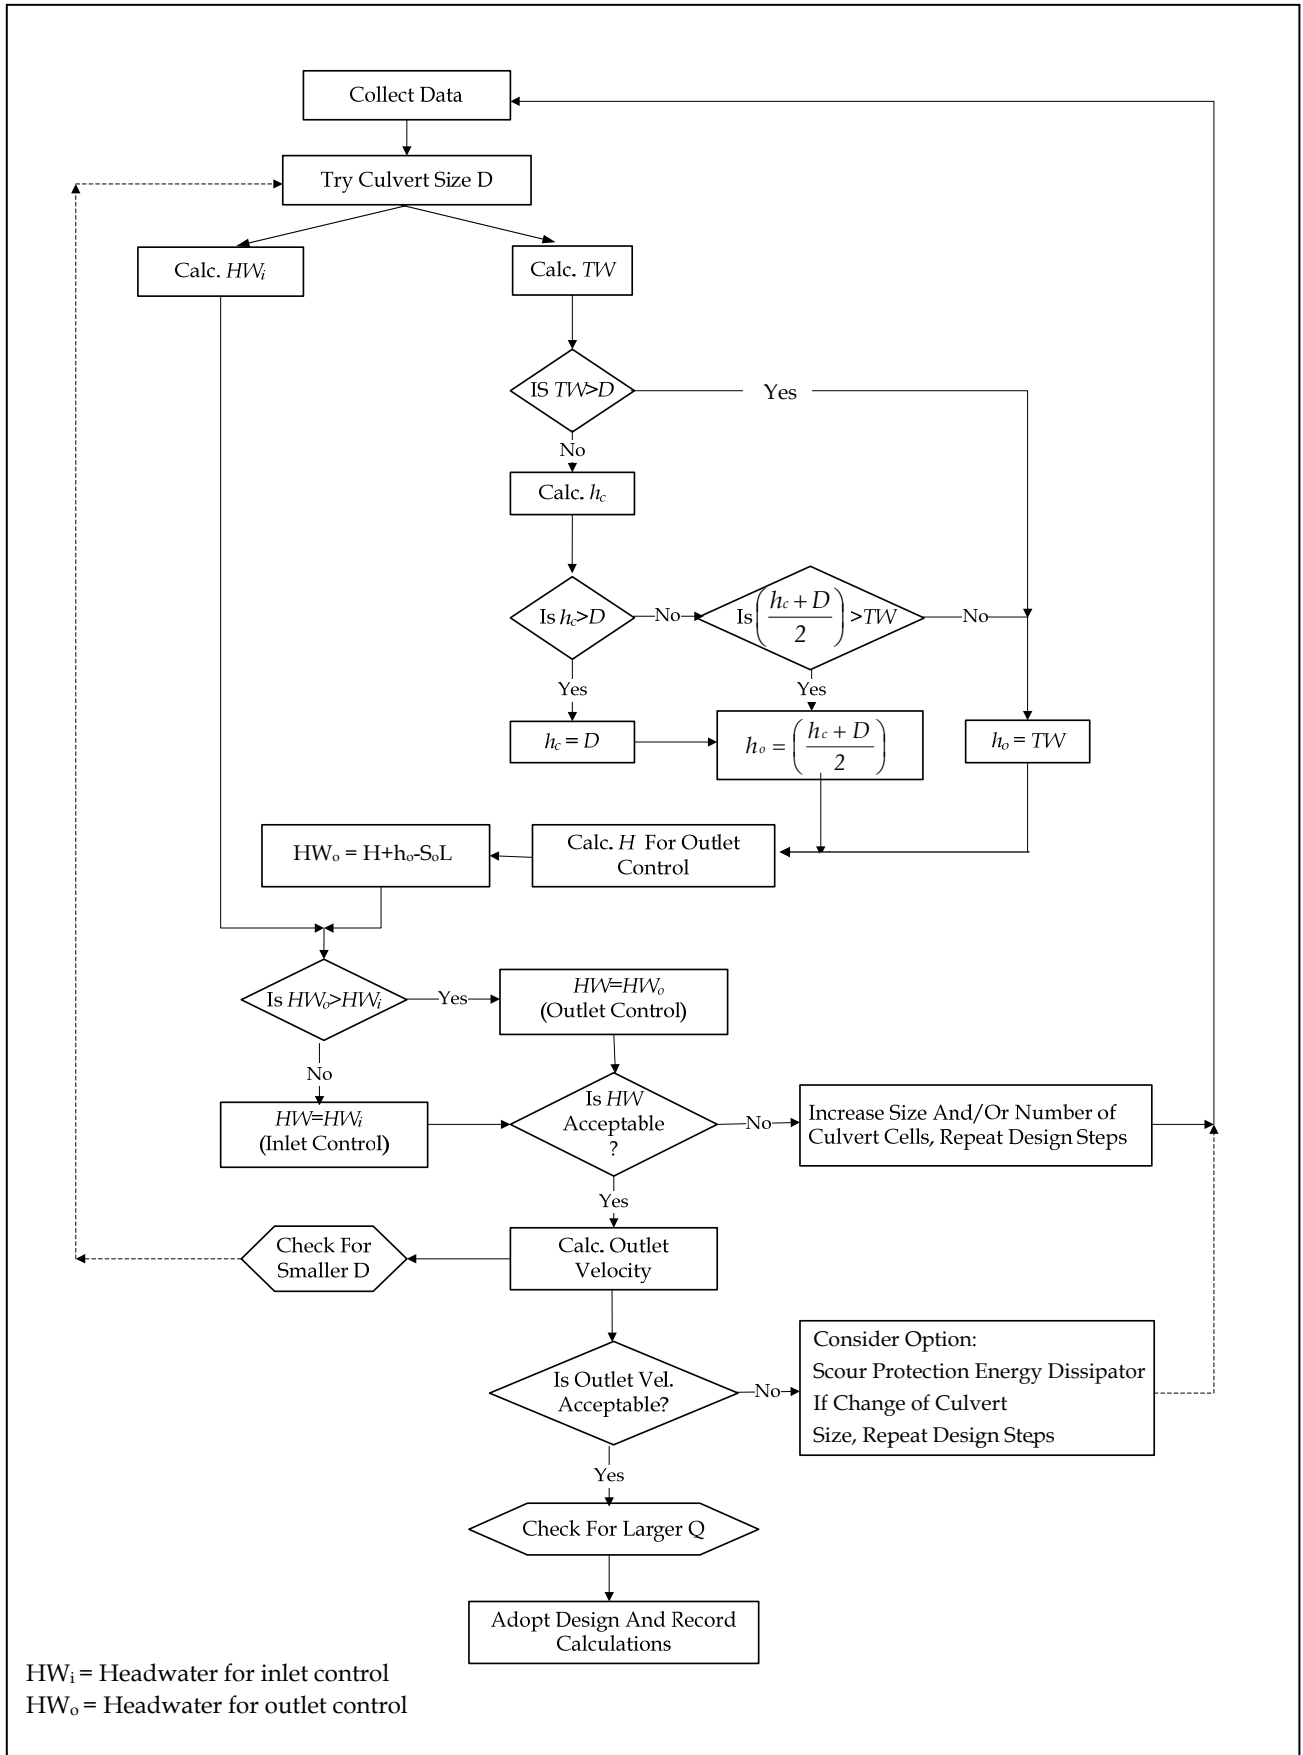 Collect Data
Try Culvert Size D
Calc. HWᵢ
Calc. TW
IS TW>D
Yes
No
Calc. h꜀
Is h꜀>D
No
Is (h꜀ + D / 2) >TW
No
Yes
Yes
h꜀ = D
hₒ = (h꜀ + D / 2)
hₒ = TW
HWₒ = H+hₒ-SₒL
Calc. H For Outlet
Control
Is HWₒ>HWᵢ
Yes
HW=HWₒ
(Outlet Control)
No
HW=HWᵢ
(Inlet Control)
Is HW
Acceptable
?
No
Increase Size And/Or Number of
Culvert Cells, Repeat Design Steps
Yes
Check For
Smaller D
Calc. Outlet
Velocity
Is Outlet Vel.
Acceptable?
No
Consider Option:
Scour Protection Energy Dissipator
If Change of Culvert
Size, Repeat Design Steps
Yes
Check For Larger Q
Adopt Design And Record
Calculations
HWᵢ = Headwater for inlet control
HWₒ = Headwater for outlet control